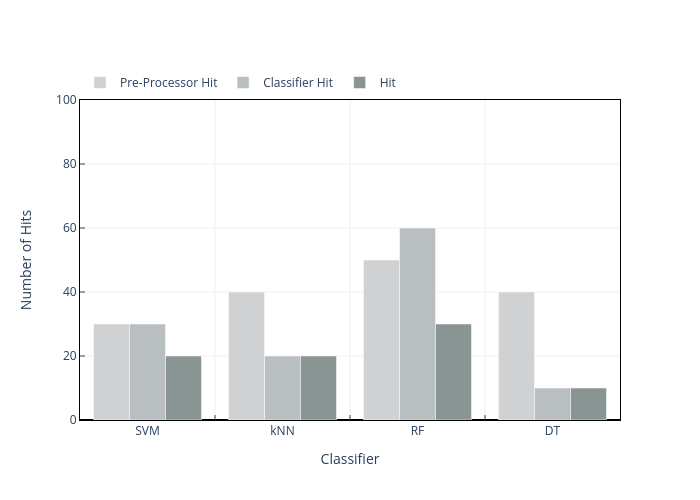 Pre-Processor Hit Classifier Hit Hit
100
80
60
40
20
0
Number of Hits
SVM kNN RF DT
Classifier